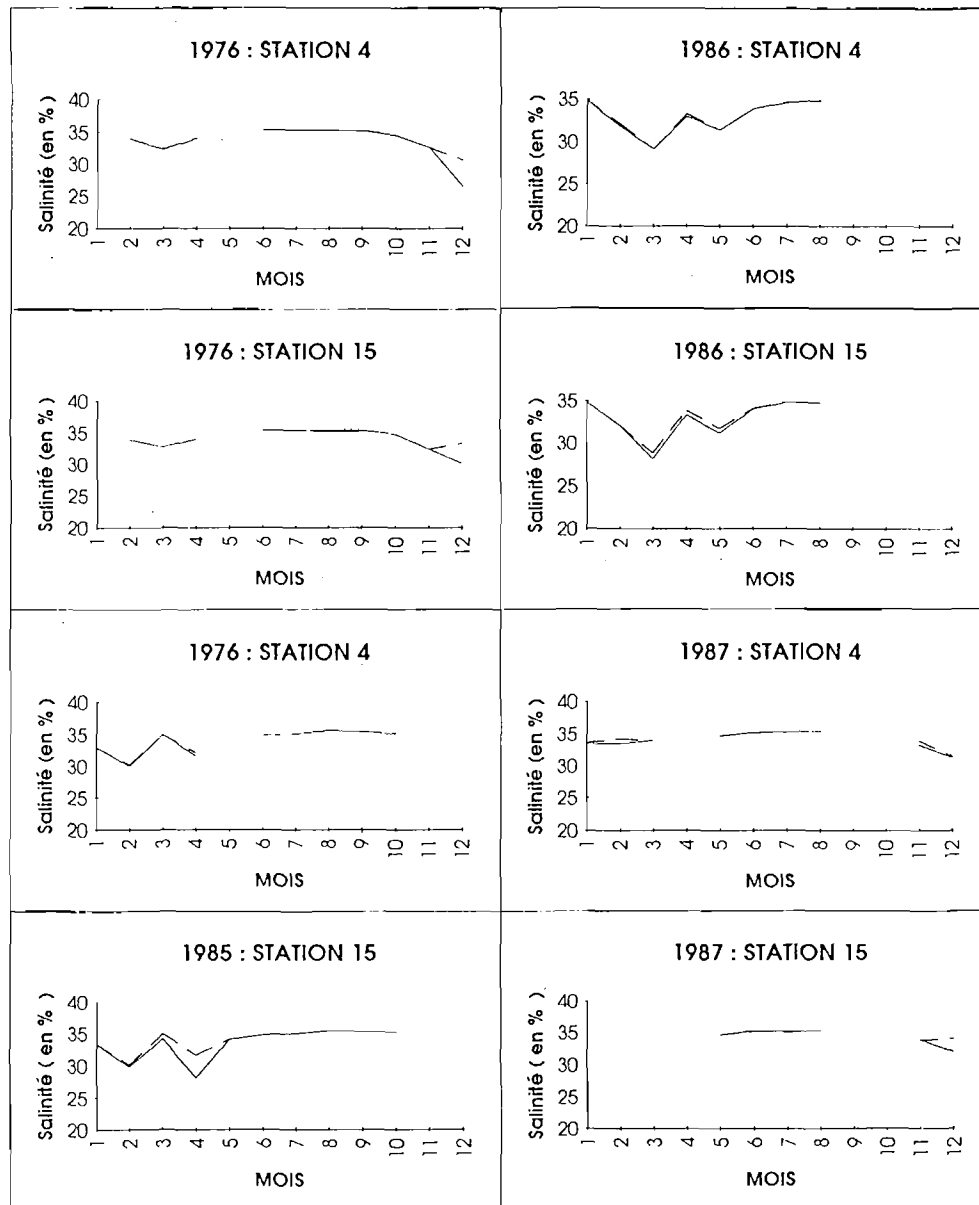 1976 : STATION 4
Salinité (en %)
40
35
30
25
20
1 2 3 4 5 6 7 8 9 10 11 12
MOIS
1986 : STATION 4
Salinité (en %)
35
30
25
20
1 2 3 4 5 6 7 8 9 10 11 12
MOIS
1976 : STATION 15
Salinité (en %)
40
35
30
25
20
1 2 3 4 5 6 7 8 9 10 11 12
MOIS
1986 : STATION 15
Salinité (en %)
35
30
25
20
1 2 3 4 5 6 7 8 9 10 11 12
MOIS
1976 : STATION 4
Salinité (en %)
40
35
30
25
20
1 2 3 4 5 6 7 8 9 10 11 12
MOIS
1987 : STATION 4
Salinité (en %)
40
35
30
25
20
1 2 3 4 5 6 7 8 9 10 11 12
MOIS
1985 : STATION 15
Salinité ( en %)
40
35
30
25
20
1 2 3 4 5 6 7 8 9 10 11 12
MOIS
1987 : STATION 15
Salinité ( en %)
40
35
30
25
20
1 2 3 4 5 6 7 8 9 10 11 12
MOIS